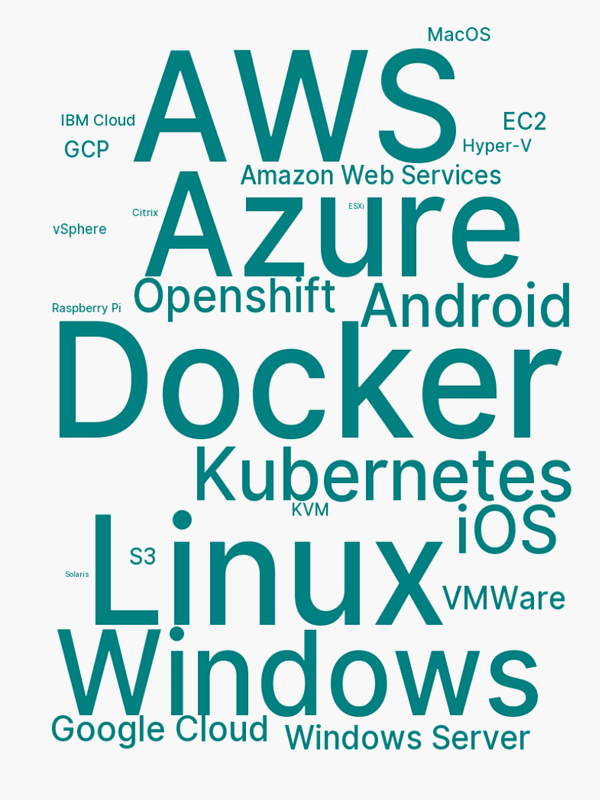 MacOS
AWS
IBM Cloud
EC2
GCP
Hyper-V
Amazon Web Services
Citrix
ESXi
Azure
vSphere
Openshift
Android
Raspberry Pi
Docker
Kubernetes
KVM
iOS
S3
Linux
Solaris
VMWare
Windows
Google Cloud
Windows Server